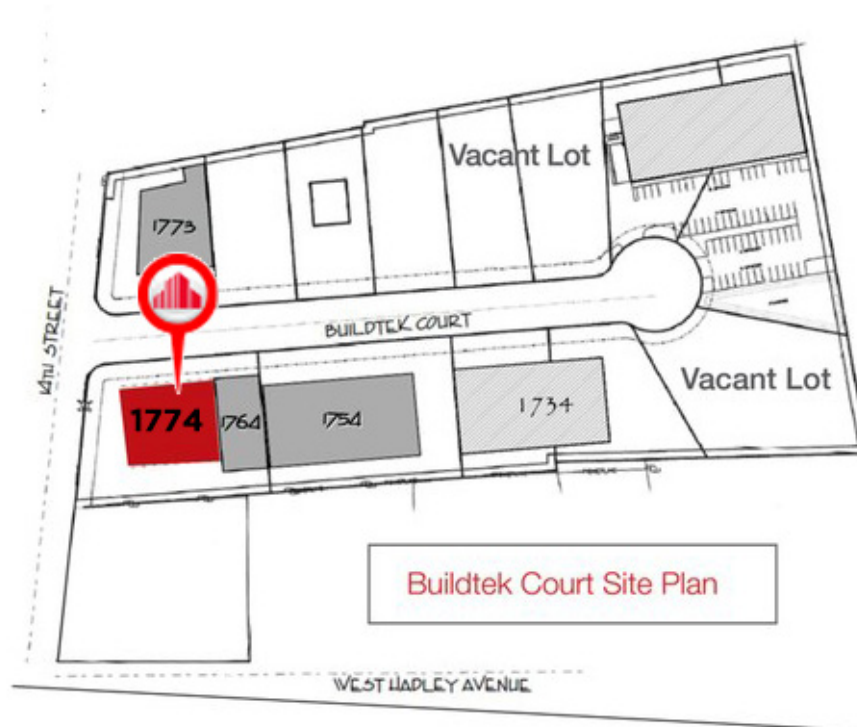 Vacant Lot
1773
14TH STREET
BUILDTEK COURT
Vacant Lot
1774
1764
1754
1734
Buildtek Court Site Plan
WEST HADLEY AVENUE